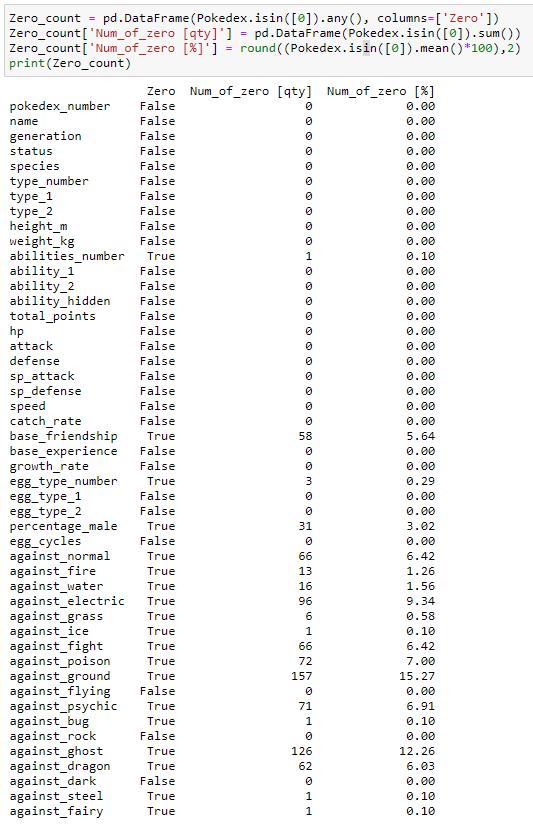 Zero_count = pd.DataFrame(Pokedex.isin([0]).any(), columns=['Zero'])
Zero_count['Num_of_zero [qty]'] = pd.DataFrame(Pokedex.isin([0]).sum())
Zero_count['Num_of_zero [%]'] = round((Pokedex.isin([0]).mean()*100),2)
print(Zero_count)
Zero Num_of_zero [qty] Num_of_zero [%]
pokedex_number False 0 0.00
name False 0 0.00
generation False 0 0.00
status False 0 0.00
species False 0 0.00
type_number False 0 0.00
type_1 False 0 0.00
type_2 False 0 0.00
height_m False 0 0.00
weight_kg False 0 0.00
abilities_number True 1 0.10
ability_1 False 0 0.00
ability_2 False 0 0.00
ability_hidden False 0 0.00
total_points False 0 0.00
hp False 0 0.00
attack False 0 0.00
defense False 0 0.00
sp_attack False 0 0.00
sp_defense False 0 0.00
speed False 0 0.00
catch_rate False 0 0.00
base_friendship True 58 5.64
base_experience False 0 0.00
growth_rate False 0 0.00
egg_type_number True 3 0.29
egg_type_1 False 0 0.00
egg_type_2 False 0 0.00
percentage_male True 31 3.02
egg_cycles False 0 0.00
against_normal True 66 6.42
against_fire True 13 1.26
against_water True 16 1.56
against_electric True 96 9.34
against_grass True 6 0.58
against_ice True 1 0.10
against_fight True 66 6.42
against_poison True 72 7.00
against_ground True 157 15.27
against_flying False 0 0.00
against_psychic True 71 6.91
against_bug True 1 0.10
against_rock False 0 0.00
against_ghost True 126 12.26
against_dragon True 62 6.03
against_dark False 0 0.00
against_steel True 1 0.10
against_fairy True 1 0.10